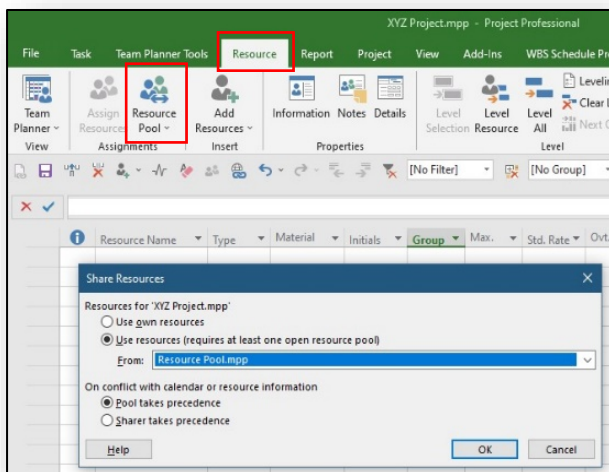 XYZ Project.mpp - Project Professional
File Task Team Planner Tools Resource Report Project View Add-Ins WBS Schedule Pr
Team Planner
Assign Resources
Resource Pool
Add Resources
Information Notes Details
Level Selection
Level Resource
Level All
Leveli
Clear
Next
View Assignments Insert Properties Level
[No Filter] [No Group]
Resource Name Type Material Initials Group Max. Std. Rate Ovt.
Share Resources
Resources for 'XYZ Project.mpp'
Use own resources
Use resources (requires at least one open resource pool)
From: Resource Pool.mpp
On conflict with calendar or resource information
Pool takes precedence
Sharer takes precedence
Help OK Cancel